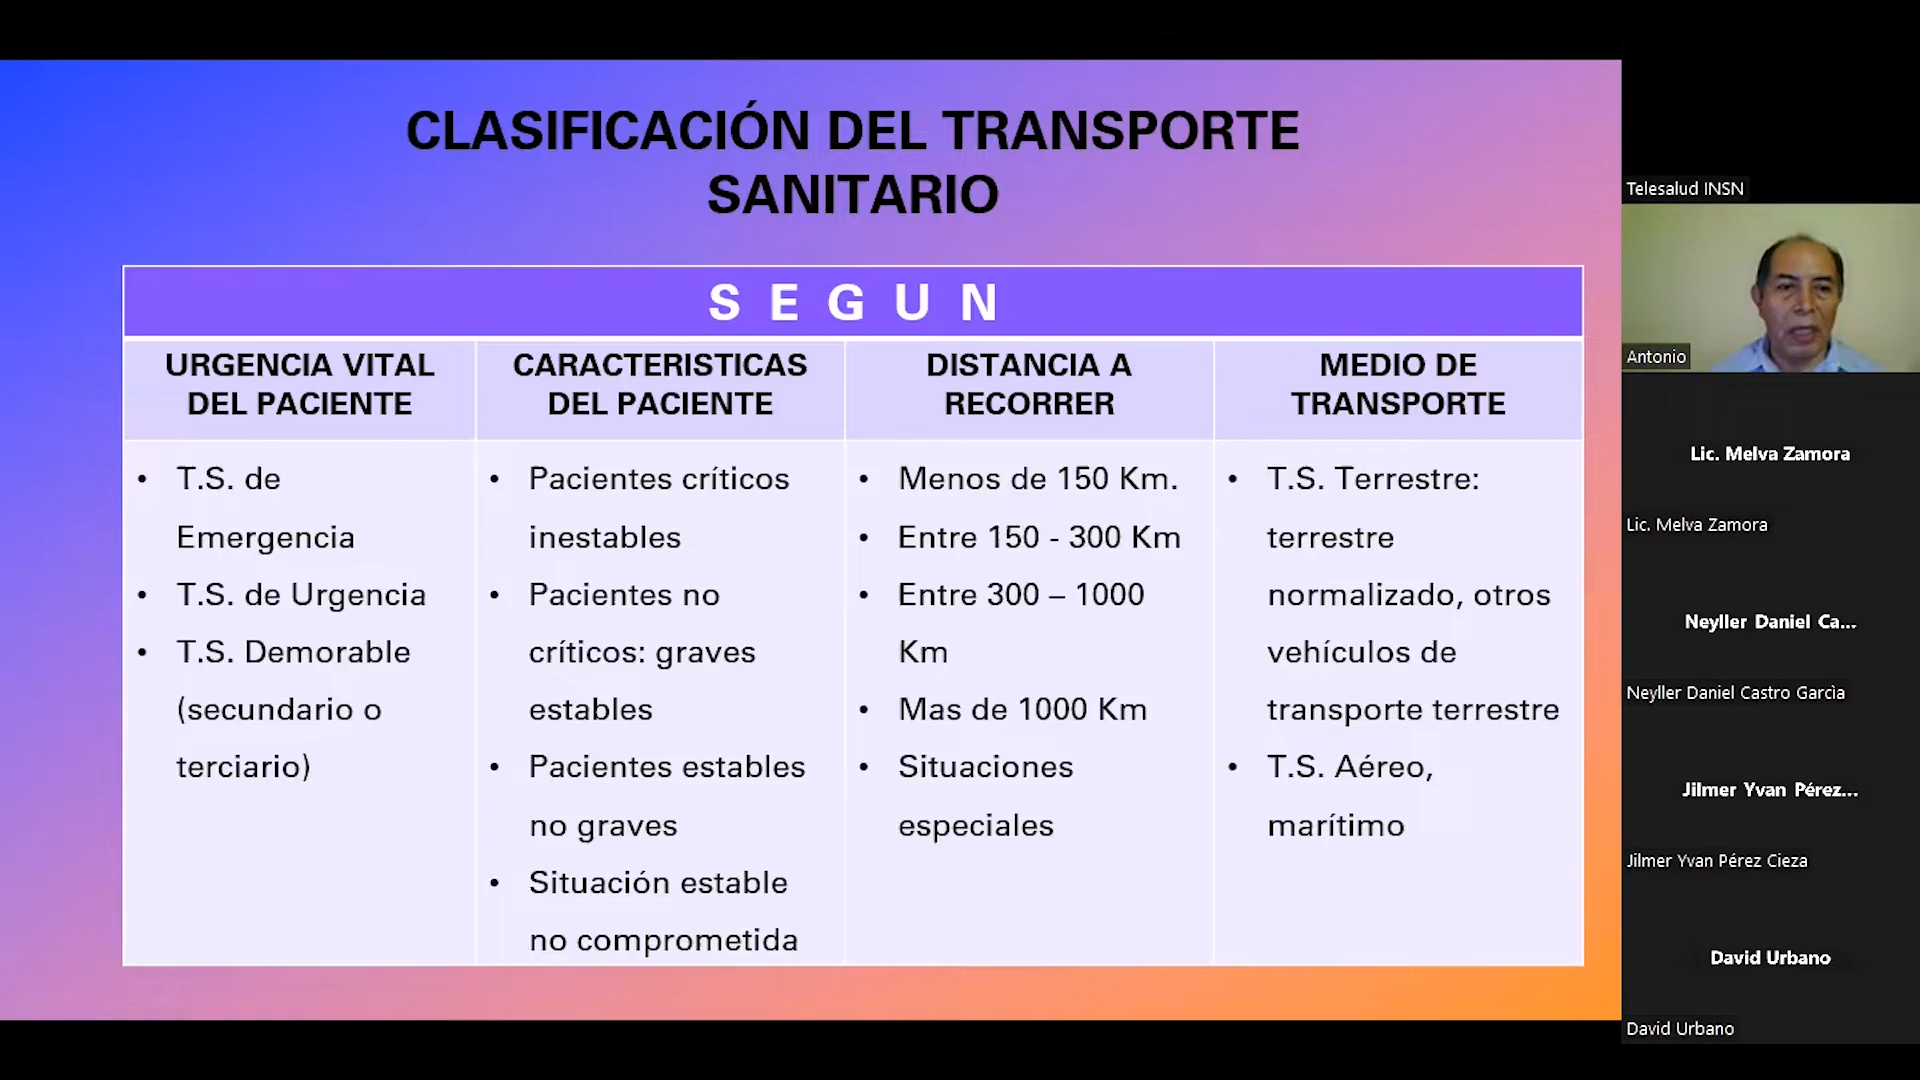 CLASIFICACIÓN DEL TRANSPORTE
SANITARIO
S E G U N
URGENCIA VITAL
DEL PACIENTE
CARACTERISTICAS
DEL PACIENTE
DISTANCIA A
RECORRER
MEDIO DE
TRANSPORTE
• T.S. de
Emergencia
• T.S. de Urgencia
• T.S. Demorable
(secundario o
terciario)
• Pacientes críticos
inestables
• Pacientes no
críticos: graves
estables
• Pacientes estables
no graves
• Situación estable
no comprometida
• Menos de 150 Km.
• Entre 150 - 300 Km
• Entre 300 – 1000
Km
• Mas de 1000 Km
• Situaciones
especiales
• T.S. Terrestre:
terrestre
normalizado, otros
vehículos de
transporte terrestre
• T.S. Aéreo,
marítimo
Telesalud INSN
Antonio
Lic. Melva Zamora
Lic. Melva Zamora
Neyller Daniel Ca...
Neyller Daniel Castro Garcìa
Jilmer Yvan Pérez...
Jilmer Yvan Pérez Cieza
David Urbano
David Urbano